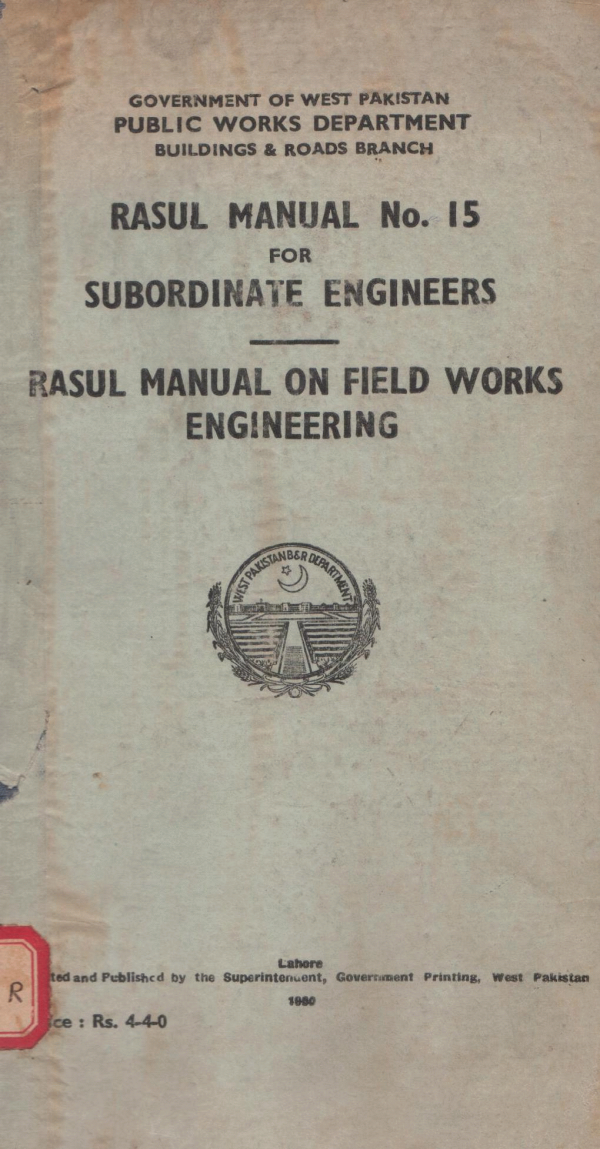 GOVERNMENT OF WEST PAKISTAN
PUBLIC WORKS DEPARTMENT
BUILDINGS & ROADS BRANCH
RASUL MANUAL No. 15
FOR
SUBORDINATE ENGINEERS
RASUL MANUAL ON FIELD WORKS
ENGINEERING
WEST PAKISTAN B&R DEPARTMENT
Lahore
ted and Published by the Superintendent, Government Printing, West Pakistan
1960
R
ce : Rs. 4-4-0